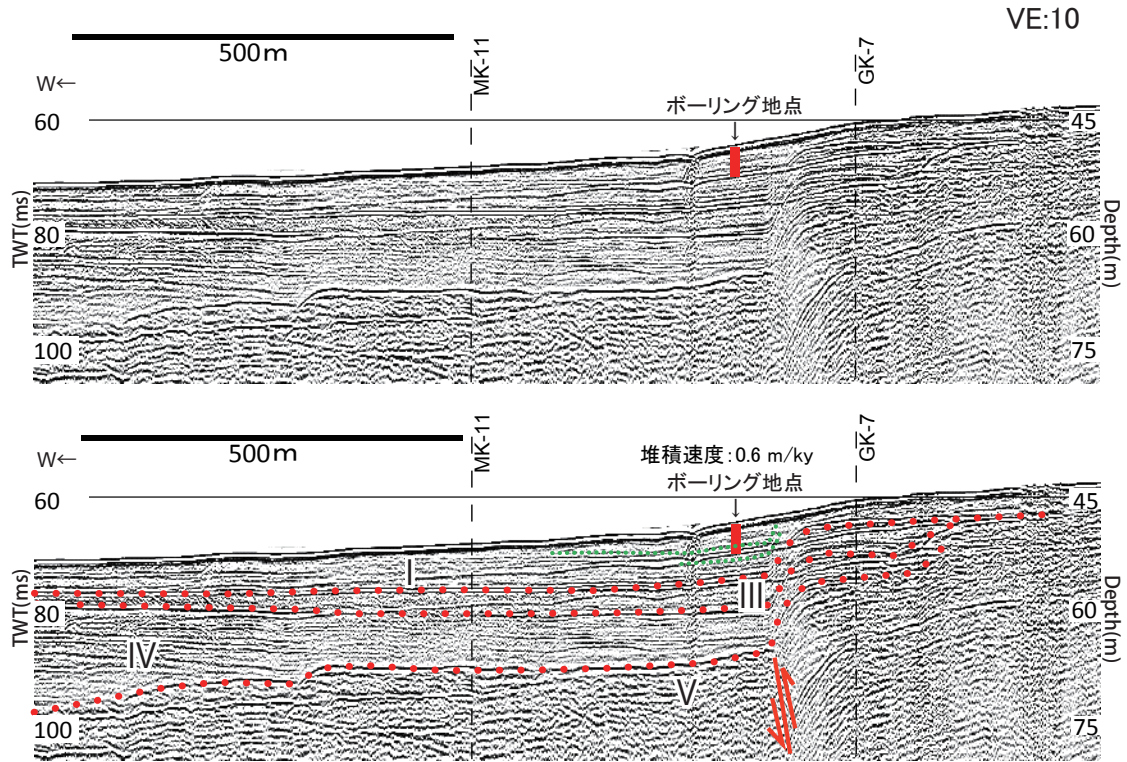 VE:10
500m
W←
MK-11
GK-7
ボーリング地点
↓
60
80
100
TWT(ms)
45
60
75
Depth(m)
500m
W←
MK-11
GK-7
堆積速度:0.6 m/ky
ボーリング地点
↓
60
80
100
TWT(ms)
45
60
75
Depth(m)
I
III
IV
V